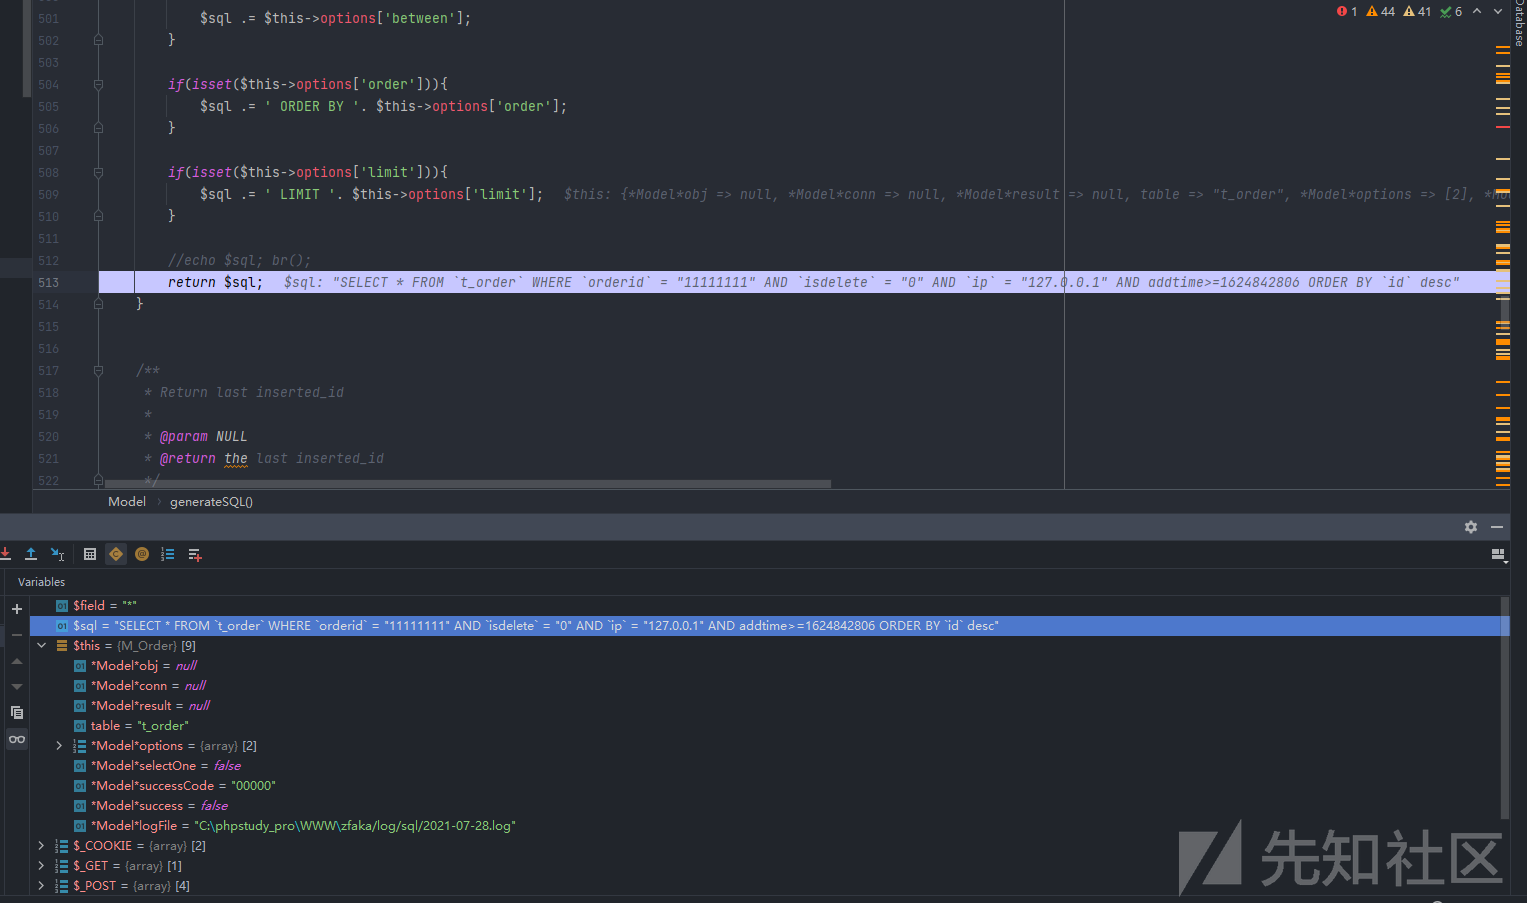 501 $sql .= $this->options['between'];
502 }
503
504 if(isset($this->options['order'])){
505 $sql .= ' ORDER BY '. $this->options['order'];
506 }
507
508 if(isset($this->options['limit'])){
509 $sql .= ' LIMIT '. $this->options['limit']; $this: {*Model*obj => null, *Model*conn => null, *Model*result => null, table => "t_order", *Model*options => [2],
510 }
511
512 //echo $sql; br();
513 return $sql; $sql: "SELECT * FROM `t_order` WHERE `orderid` = "11111111" AND `isdelete` = "0" AND `ip` = "127.0.0.1" AND addtime>=1624842806 ORDER BY `id` desc"
514 }
515
516
517 /**
518 * Return last inserted_id
519 *
520 * @param NULL
521 * @return the last inserted_id
522 */
1 44 41 6
Database
Model › generateSQL()
Variables
$field = "*"
$sql = "SELECT * FROM `t_order` WHERE `orderid` = "11111111" AND `isdelete` = "0" AND `ip` = "127.0.0.1" AND addtime>=1624842806 ORDER BY `id` desc"
$this = {M_Order} [9]
*Model*obj = null
*Model*conn = null
*Model*result = null
table = "t_order"
*Model*options = {array} [2]
*Model*selectOne = false
*Model*successCode = "00000"
*Model*success = false
*Model*logFile = "C:\phpstudy_pro\WWW\zfaka/log/sql/2021-07-28.log"
$_COOKIE = {array} [2]
$_GET = {array} [1]
$_POST = {array} [4]
先知社区